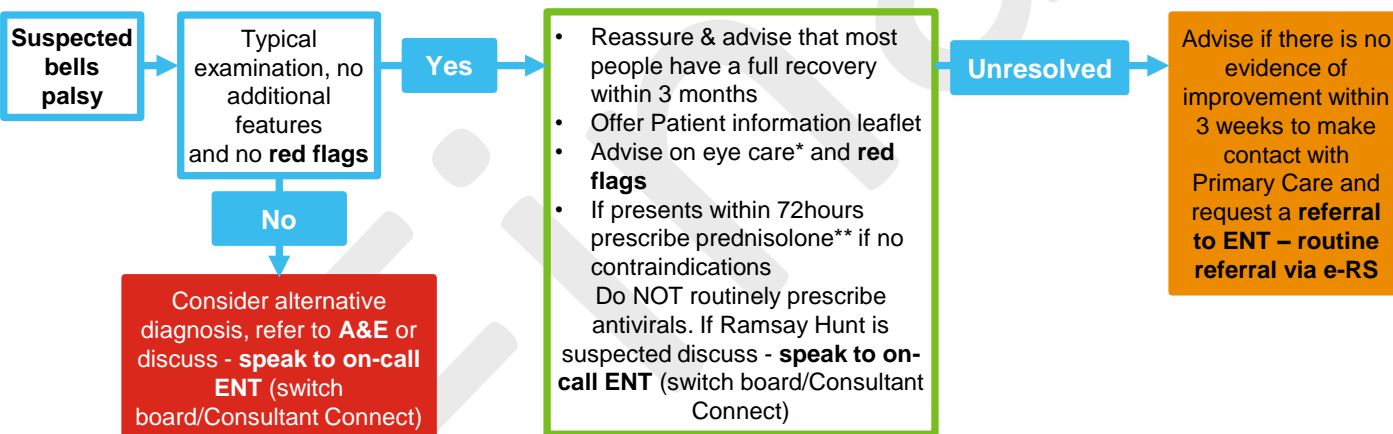 Suspected
bells
palsy
Typical
examination, no
additional
features
and no red flags
Yes
No
Consider alternative
diagnosis, refer to A&E or
discuss - speak to on-call
ENT (switch
board/Consultant Connect)
• Reassure & advise that most
people have a full recovery
within 3 months
• Offer Patient information leaflet
• Advise on eye care* and red
flags
• If presents within 72hours
prescribe prednisolone** if no
contraindications
Do NOT routinely prescribe
antivirals. If Ramsay Hunt is
suspected discuss - speak to on-
call ENT (switch board/Consultant
Connect)
Unresolved
Advise if there is no
evidence of
improvement within
3 weeks to make
contact with
Primary Care and
request a referral
to ENT – routine
referral via e-RS